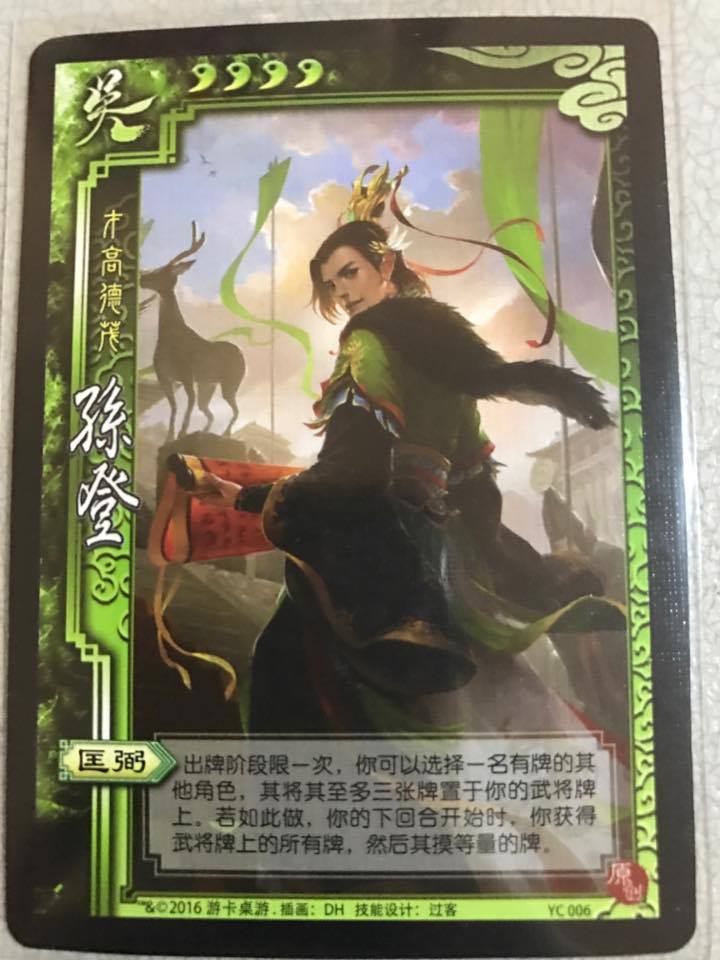 吴
才高德茂
孫登
匡弼
出牌阶段限一次，你可以选择一名有牌的其
他角色，其将其至多三张牌置于你的武将牌
上。若如此做，你的下回合开始时，你获得
武将牌上的所有牌，然后其摸等量的牌。
原创
™&©2016 游卡桌游.插画：DH 技能设计：过客
YC 006